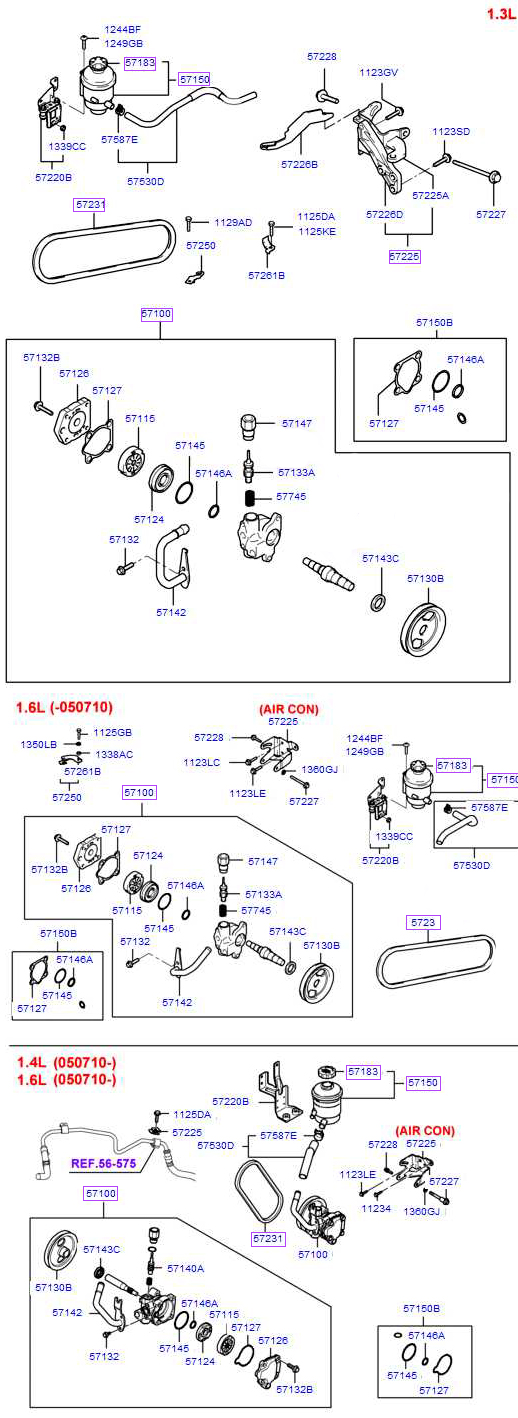 1.3L
1244BF
1249GB
57183
57150
57587E
1339CC
57220B
57530D
57228
1123GV
57226B
1123SD
57225A
57226D
57227
57225
57231
1129AD
57250
1125DA
1125KE
57261B
57100
57150B
57146A
57145
57127
57132B
57126
57127
57115
57145
57146A
57124
57147
57133A
57745
57132
57142
57143C
57130B
1.6L (-050710)
(AIR CON)
1125GB
1350LB
1338AC
57261B
57250
57225
57228
1123LC
1360GJ
1123LE
57227
1244BF
1249GB
57183
57150
57587E
1339CC
57220B
57530D
57100
57127
57124
57132B
57126
57115
57146A
57145
57147
57133A
57745
57132
57143C
57130B
57142
57150B
57146A
57145
57127
5723
1.4L (050710-)
1.6L (050710-)
1125DA
57225
REF.56-575
57183
57150
57220B
57587E
57530D
57231
57100
(AIR CON)
57228
57225
1123LE
57227
11234
1360GJ
57100
57143C
57130B
57140A
57142
57146A
57115
57127
57126
57132
57145
57124
57132B
57150B
57146A
57145
57127